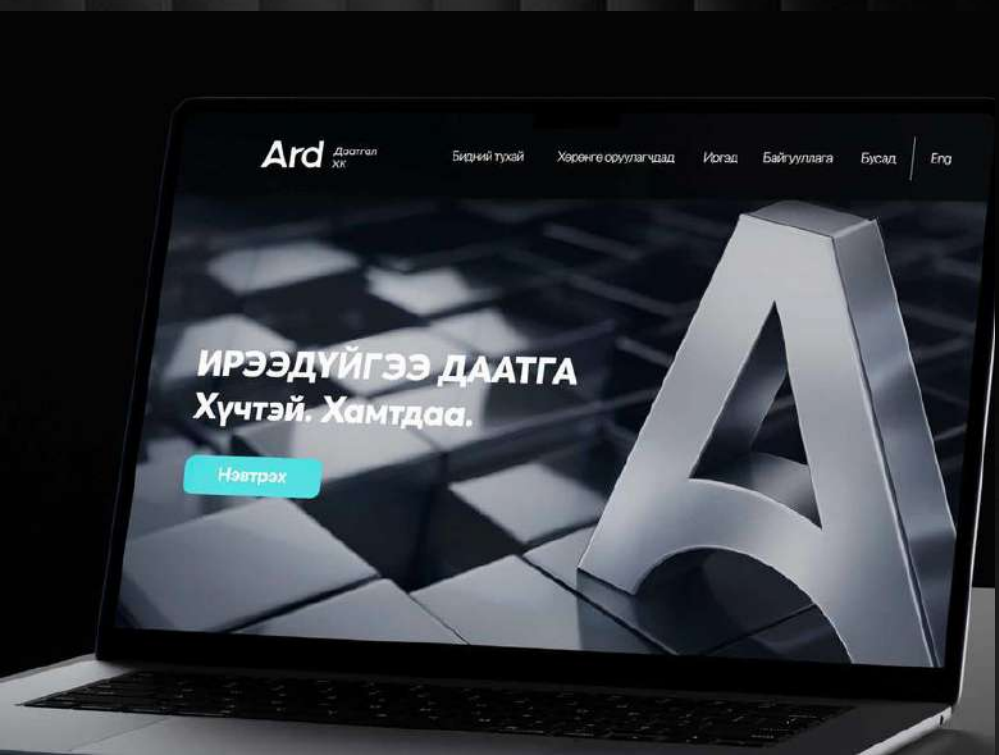 Ard
Даатгал
ХК
Бидний тухай
Хөрөнгө оруулагчдад
Иргэд
Байгууллага
Бусад
Eng
ИРЭЭДҮЙГЭЭ ДААТГА
Хүчтэй. Хамтдаа.
Нэвтрэх